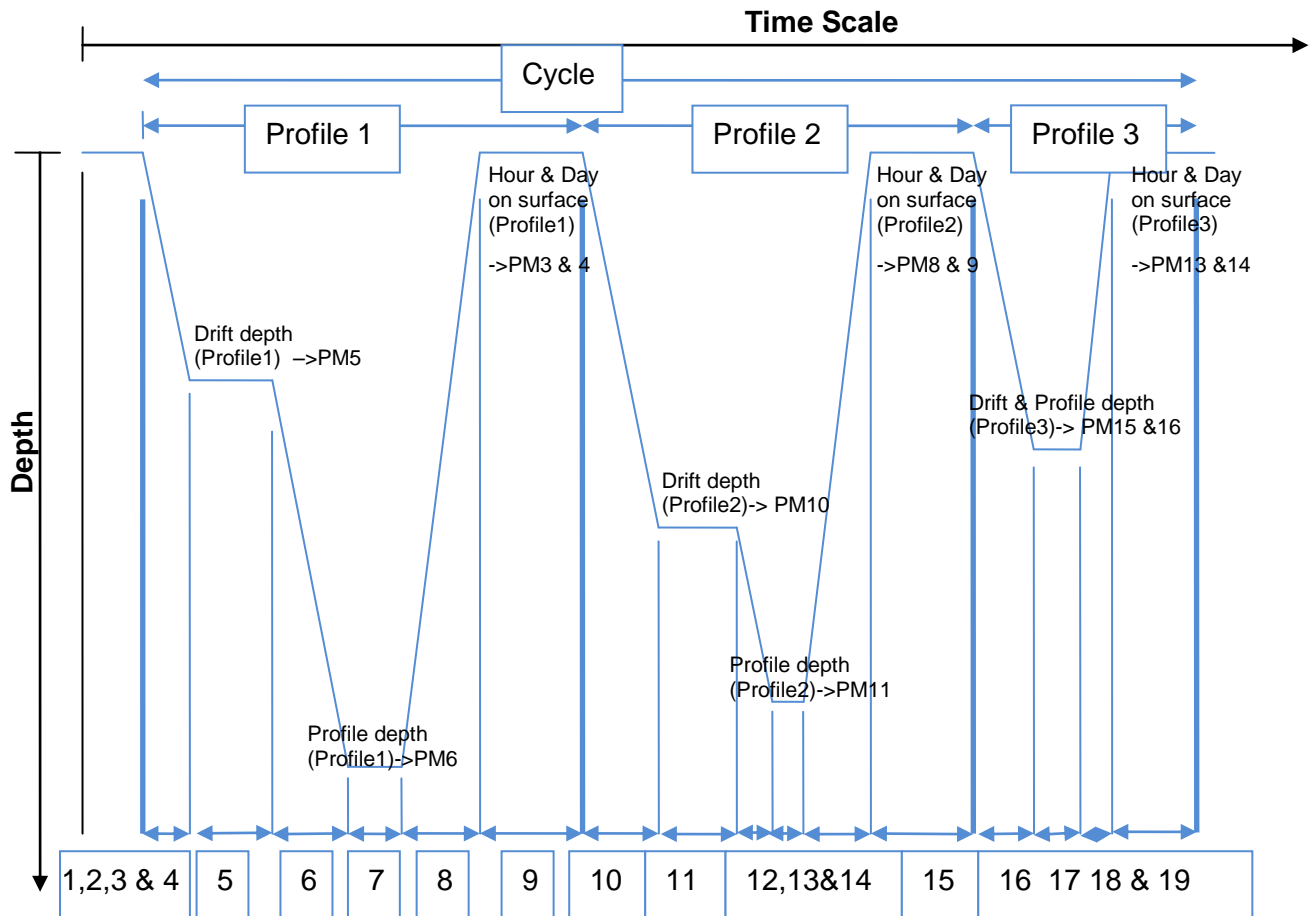 Time Scale
Cycle
Profile 1
Profile 2
Profile 3
Hour & Day
on surface
(Profile1)
->PM3 & 4
Hour & Day
on surface
(Profile2)
->PM8 & 9
Hour & Day
on surface
(Profile3)
->PM13 &14
Drift depth
(Profile1) –>PM5
Drift & Profile depth
(Profile3)-> PM15 &16
Depth
Drift depth
(Profile2)-> PM10
Profile depth
(Profile2)->PM11
Profile depth
(Profile1)->PM6
1,2,3 & 4 5 6 7 8 9 10 11 12,13&14 15 16 17 18 & 19